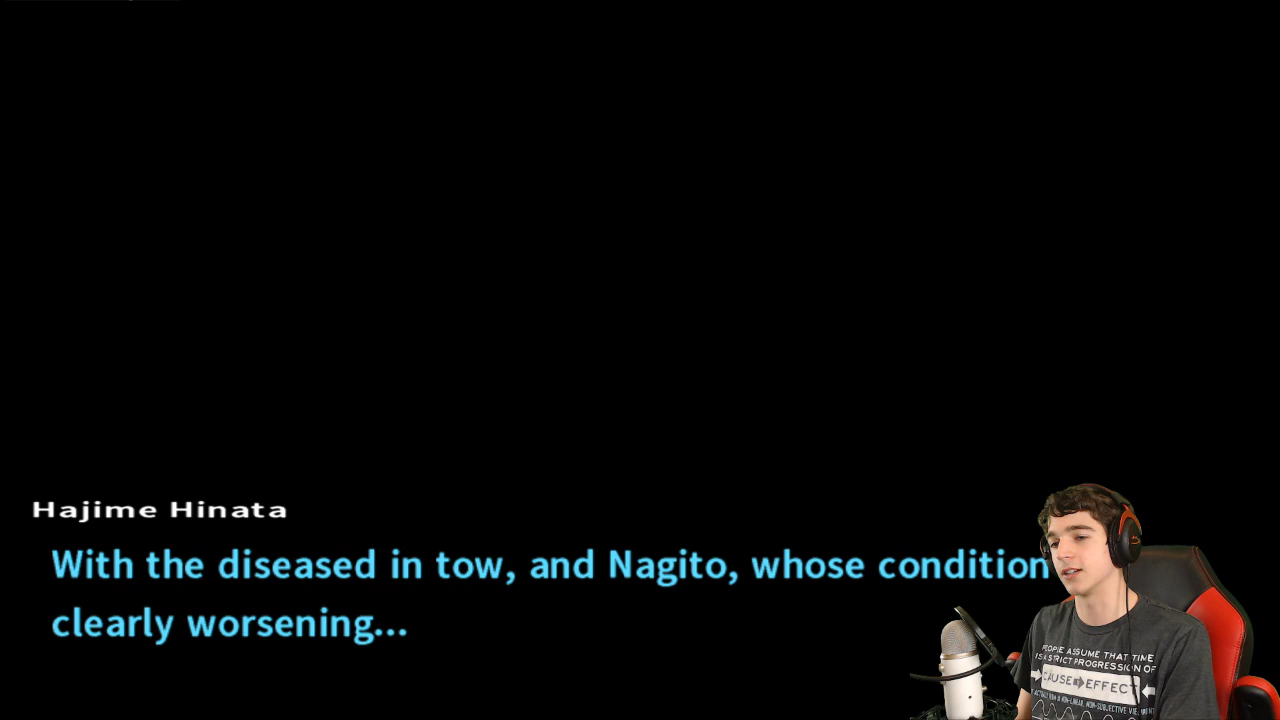 Hajime Hinata
With the diseased in tow, and Nagito, whose condition
clearly worsening...
PEOPLE ASSUME THAT TIME
IS A STRICT PROGRESSION OF
CAUSE EFFECT